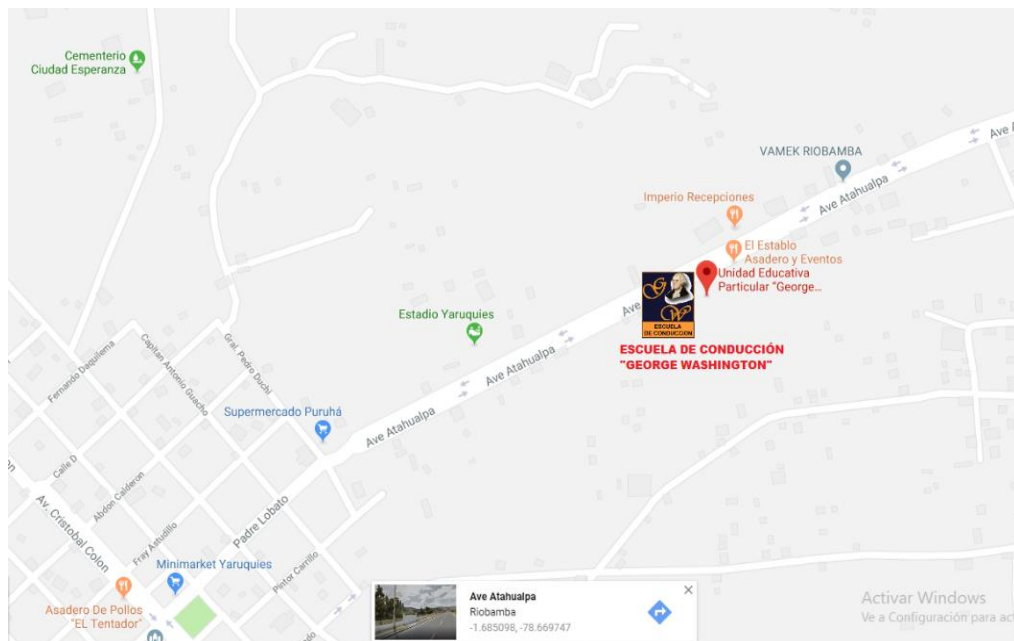 Cementerio
Ciudad Esperanza
Ave A
VAMEK RIOBAMBA
Ave Atahualpa
Imperio Recepciones
El Establo
Asadero y Eventos
Unidad Educativa
Particular "George...
G
W
ESCUELA
DE CONDUCCION
Ave
ESCUELA DE CONDUCCIÓN
"GEORGE WASHINGTON"
Estadio Yaruquies
Ave Atahualpa
Fernando Daquilema
Capitan Antonio Guacho
Gral. Pedro Duchi
Supermercado Puruhá
Ave Atahualpa
Calle D
Abdon Calderon
Av. Cristobal Colon
on
Fray Astudillo
Padre Lobato
Minimarket Yaruquies
Pintor Carrillo
Asadero De Pollos
"EL Tentador"
Ave Atahualpa
Riobamba
-1.685098, -78.669747
Activar Windows
Ve a Configuración para act